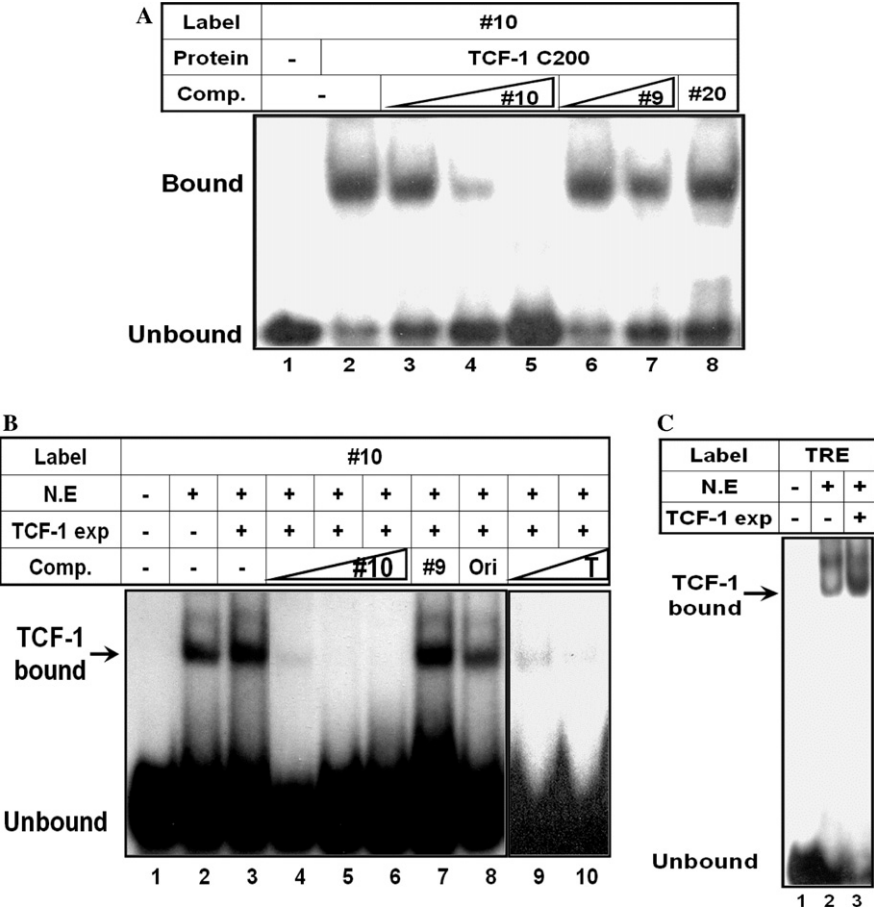 A
Label #10
Protein - TCF-1 C200
Comp. - #10 #9 #20
Bound
Unbound
1 2 3 4 5 6 7 8
B
Label #10
N.E - + + + + + + + + +
TCF-1 exp - - + + + + + + + +
Comp. - - - #10 #9 Ori T
TCF-1
bound
Unbound
1 2 3 4 5 6 7 8 9 10
C
Label TRE
N.E - + +
TCF-1 exp - - +
TCF-1
bound
Unbound
1 2 3